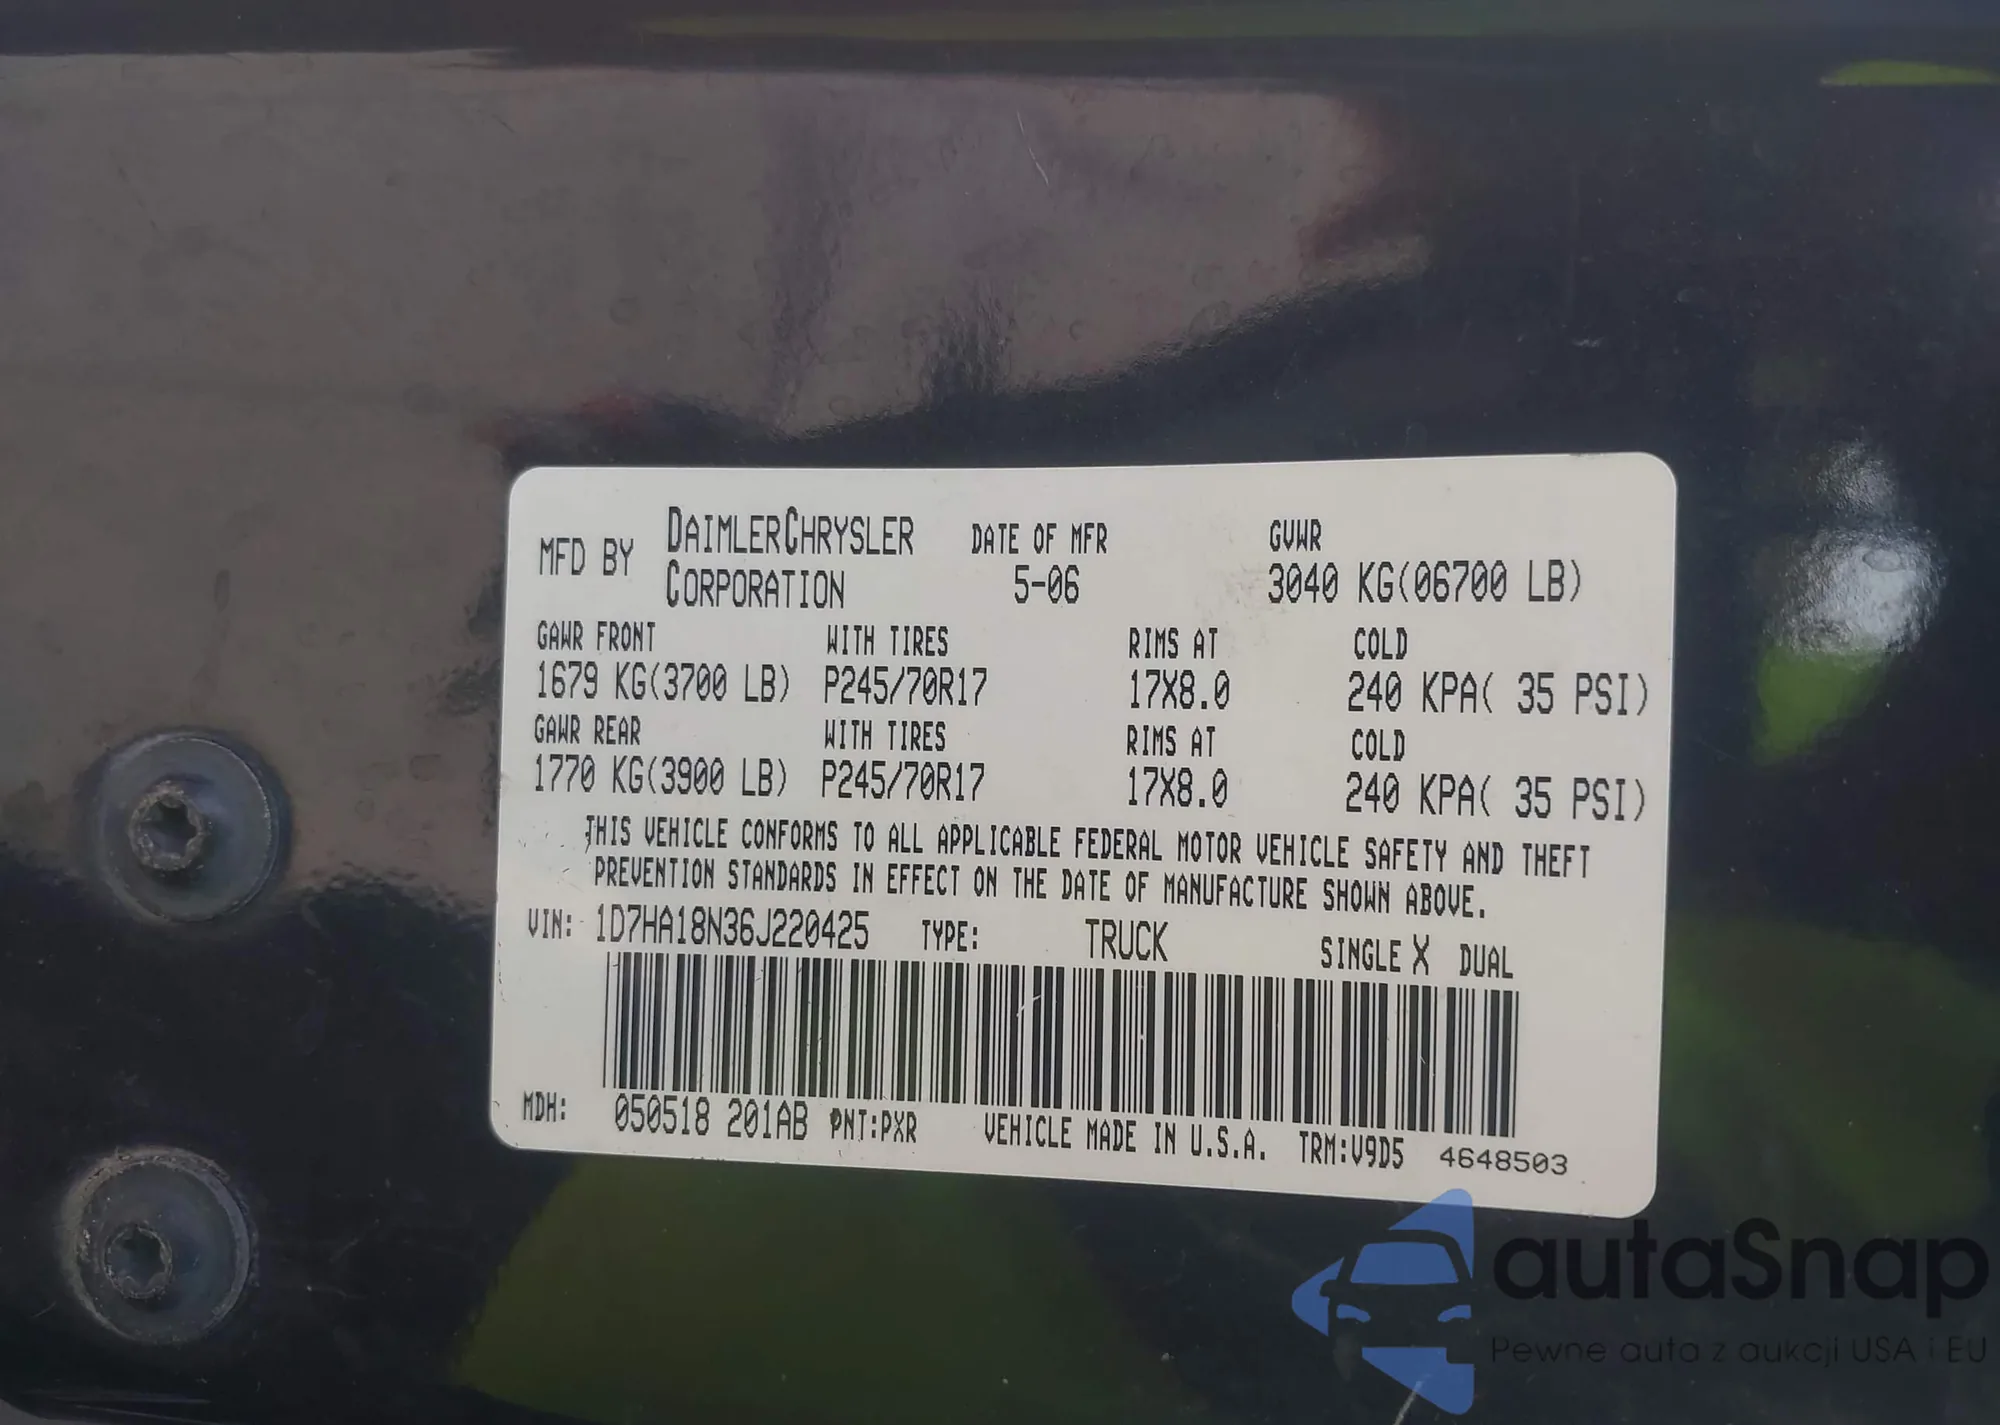 MFD BY DAIMLERCHRYSLER CORPORATION DATE OF MFR 5-06 GVWR 3040 KG(06700 LB)
GAWR FRONT WITH TIRES RIMS AT COLD
1679 KG(3700 LB) P245/70R17 17X8.0 240 KPA( 35 PSI)
GAWR REAR WITH TIRES RIMS AT COLD
1770 KG(3900 LB) P245/70R17 17X8.0 240 KPA( 35 PSI)
THIS VEHICLE CONFORMS TO ALL APPLICABLE FEDERAL MOTOR VEHICLE SAFETY AND THEFT
PREVENTION STANDARDS IN EFFECT ON THE DATE OF MANUFACTURE SHOWN ABOVE.
VIN: 1D7HA18N36J220425 TYPE: TRUCK SINGLE X DUAL
MDH: 050518 201AB PNT:PXR VEHICLE MADE IN U.S.A. TRM:V9D5 4648503
autaSnap
Pewne auta z aukcji USA i EU